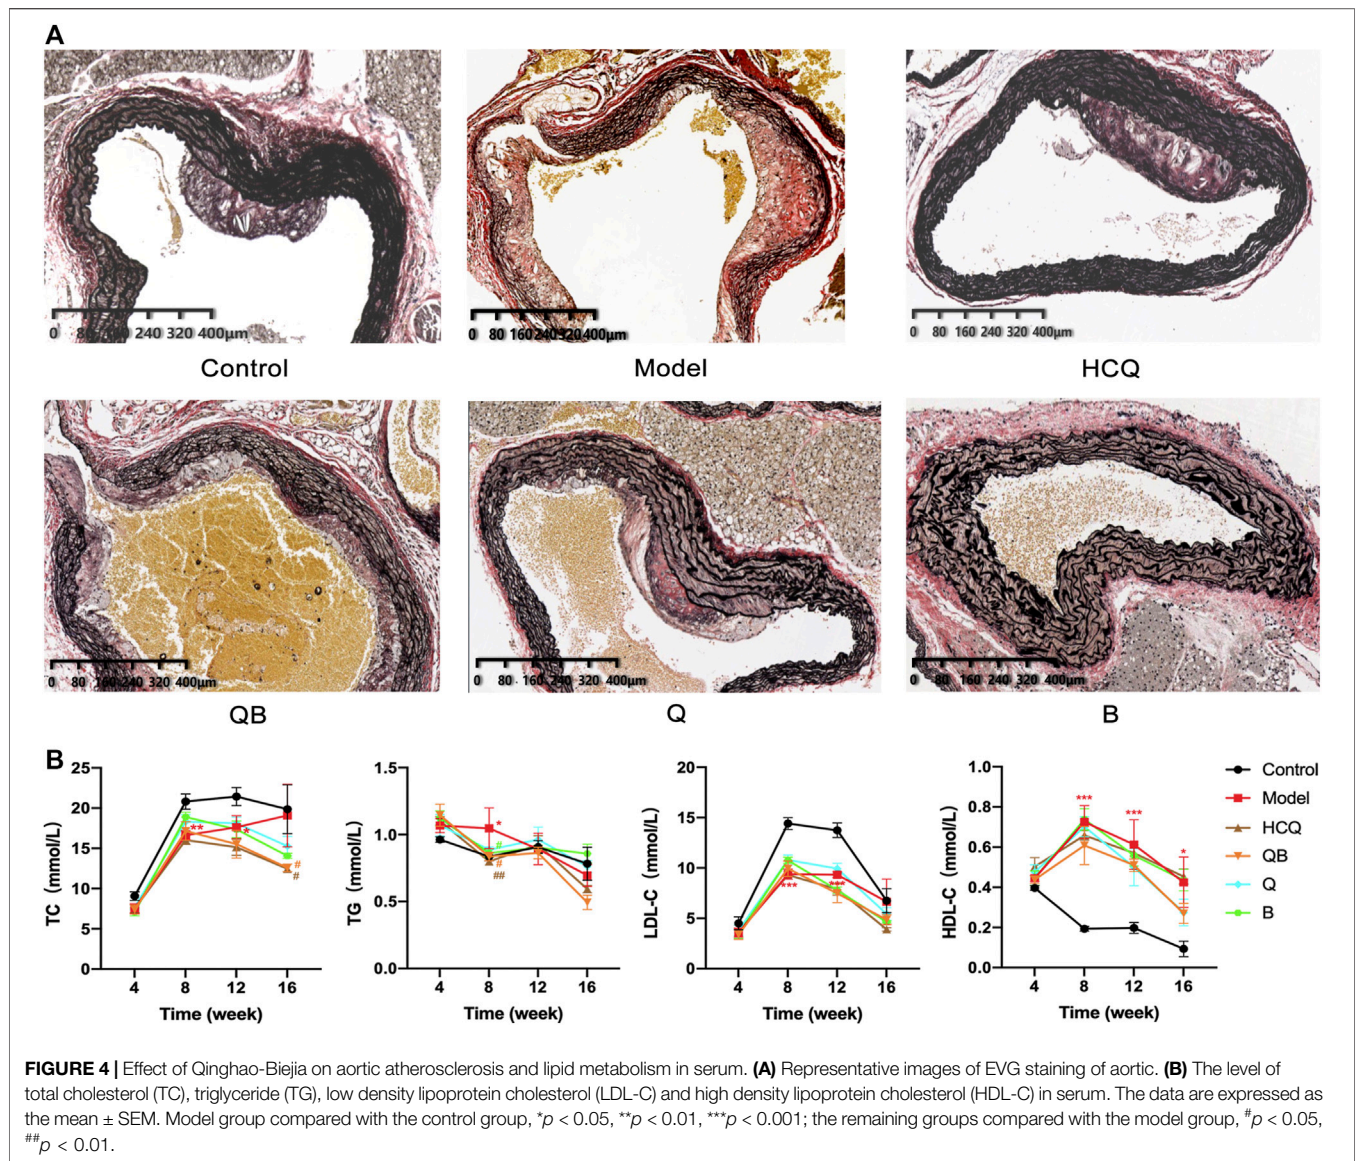 A
0 80 160 240 320 400μm
Control
0 80 160 240 320 400μm
Model
0 80 160 240 320 400μm
HCQ
0 80 160 240 320 400μm
QB
0 80 160 240 320 400μm
Q
0 80 160 240 320 400μm
B
B
TC (mmol/L)
25
20
15
10
5
0
**
*
#
#
4 8 12 16
Time (week)
TG (mmol/L)
1.5
1.0
0.5
0.0
*
#
#
##
4 8 12 16
Time (week)
LDL-C (mmol/L)
20
15
10
5
0
***
***
4 8 12 16
Time (week)
HDL-C (mmol/L)
1.0
0.8
0.6
0.4
0.2
0.0
***
***
*
4 8 12 16
Time (week)
Control
Model
HCQ
QB
Q
B
FIGURE 4 | Effect of Qinghao-Biejia on aortic atherosclerosis and lipid metabolism in serum. (A) Representative images of EVG staining of aortic. (B) The level of
total cholesterol (TC), triglyceride (TG), low density lipoprotein cholesterol (LDL-C) and high density lipoprotein cholesterol (HDL-C) in serum. The data are expressed as
the mean ± SEM. Model group compared with the control group, *p < 0.05, **p < 0.01, ***p < 0.001; the remaining groups compared with the model group, #p < 0.05,
##p < 0.01.